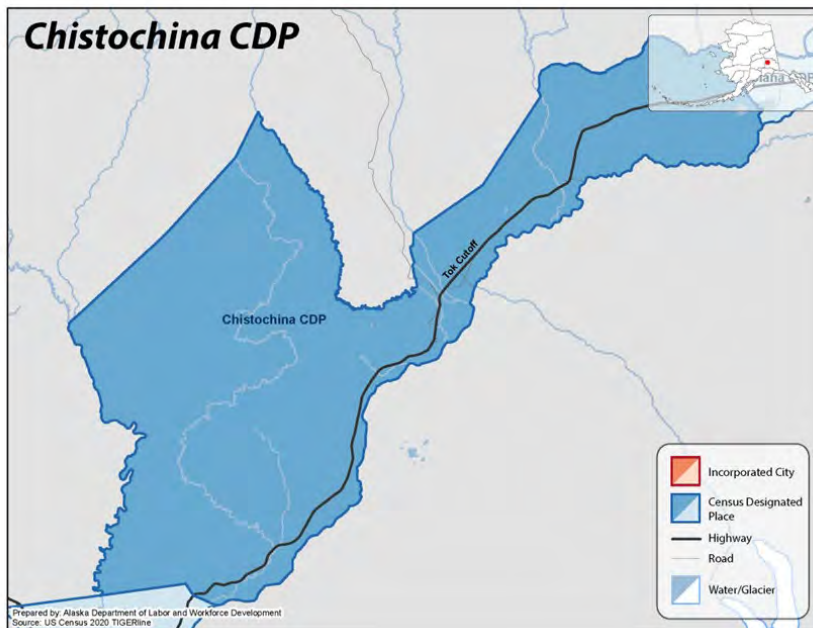 Chistochina CDP
CDP
Tok Cutoff
Chistochina CDP
Incorporated City
Census Designated
Place
Highway
Road
Water/Glacier
Prepared by: Alaska Department of Labor and Workforce Development
Source: US Census 2020 TIGERline